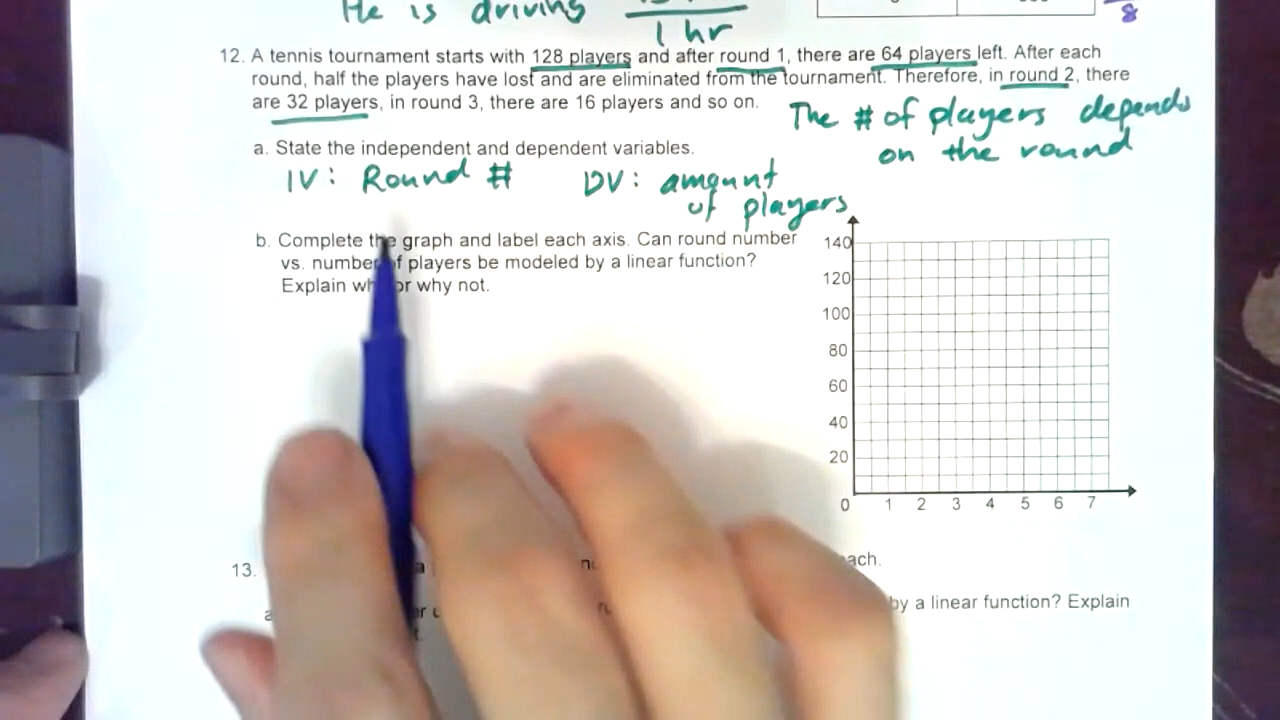 He is driving
1 hr
8
12. A tennis tournament starts with 128 players and after round 1, there are 64 players left. After each
round, half the players have lost and are eliminated from the tournament. Therefore, in round 2, there
are 32 players, in round 3, there are 16 players and so on.
The # of players depends
on the round
a. State the independent and dependent variables.
IV: Round # DV: amount
of players
b. Complete the graph and label each axis. Can round number
vs. number of players be modeled by a linear function?
Explain why or why not.
140
120
100
80
60
40
20
0 1 2 3 4 5 6 7
13.
each.
by a linear function? Explain